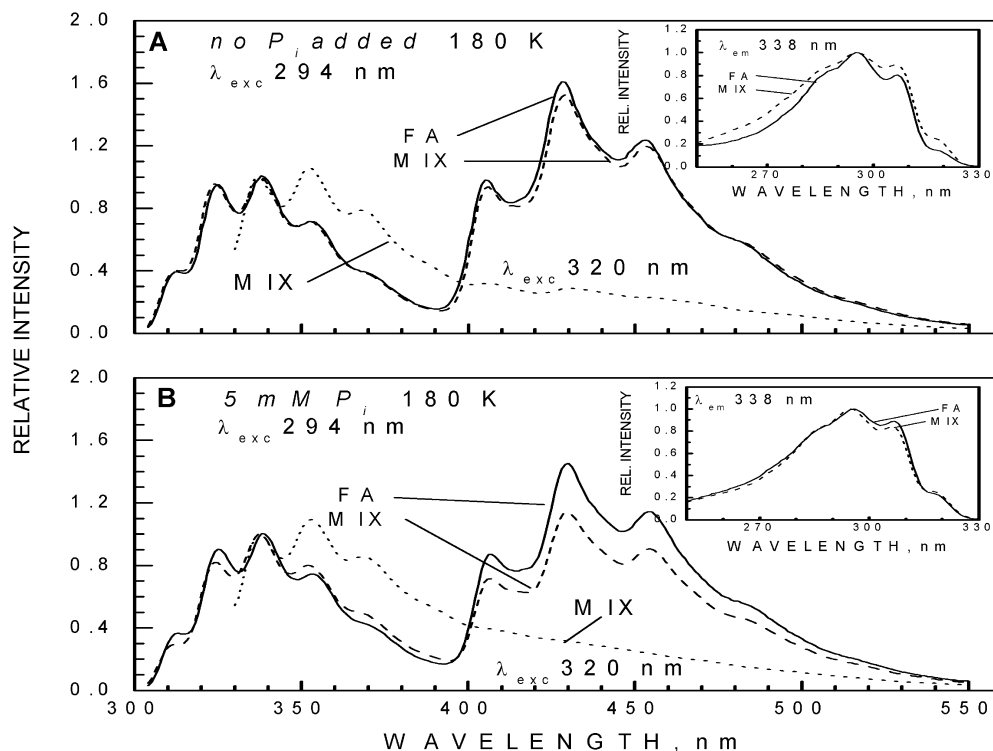 RELATIVE INTENSITY
A
no Pi added 180 K
λexc 294 nm
FA
MIX
MIX
λexc 320 nm
2.0
1.6
1.2
0.8
0.4
0.0
λem 338 nm
FA
MIX
REL. INTENSITY
1.2
1.0
0.8
0.6
0.4
0.2
0.0
270
300
330
WAVELENGTH, nm
B
5 mM Pi 180 K
λexc 294 nm
FA
MIX
MIX
λexc 320 nm
2.0
1.6
1.2
0.8
0.4
0.0
λem 338 nm
FA
MIX
REL. INTENSITY
1.2
1.0
0.8
0.6
0.4
0.2
0.0
270
300
330
WAVELENGTH, nm
300 350 400 450 500 550
WAVELENGTH, nm